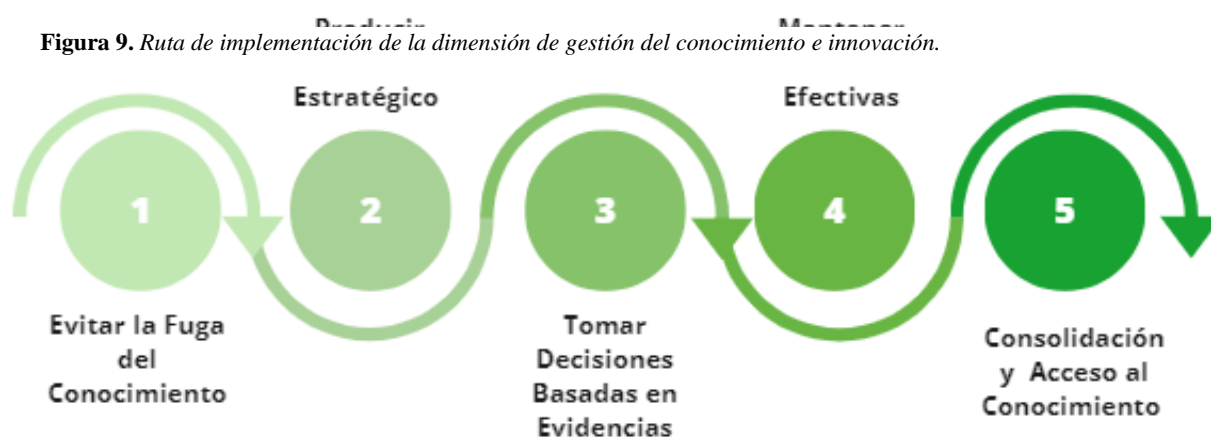 Figura 9. Ruta de implementación de la dimensión de gestión del conocimiento e innovación.
1
Evitar la Fuga
del
Conocimiento
Estratégico
2
3
Tomar
Decisiones
Basadas en
Evidencias
Efectivas
4
5
Consolidación
y Acceso al
Conocimiento